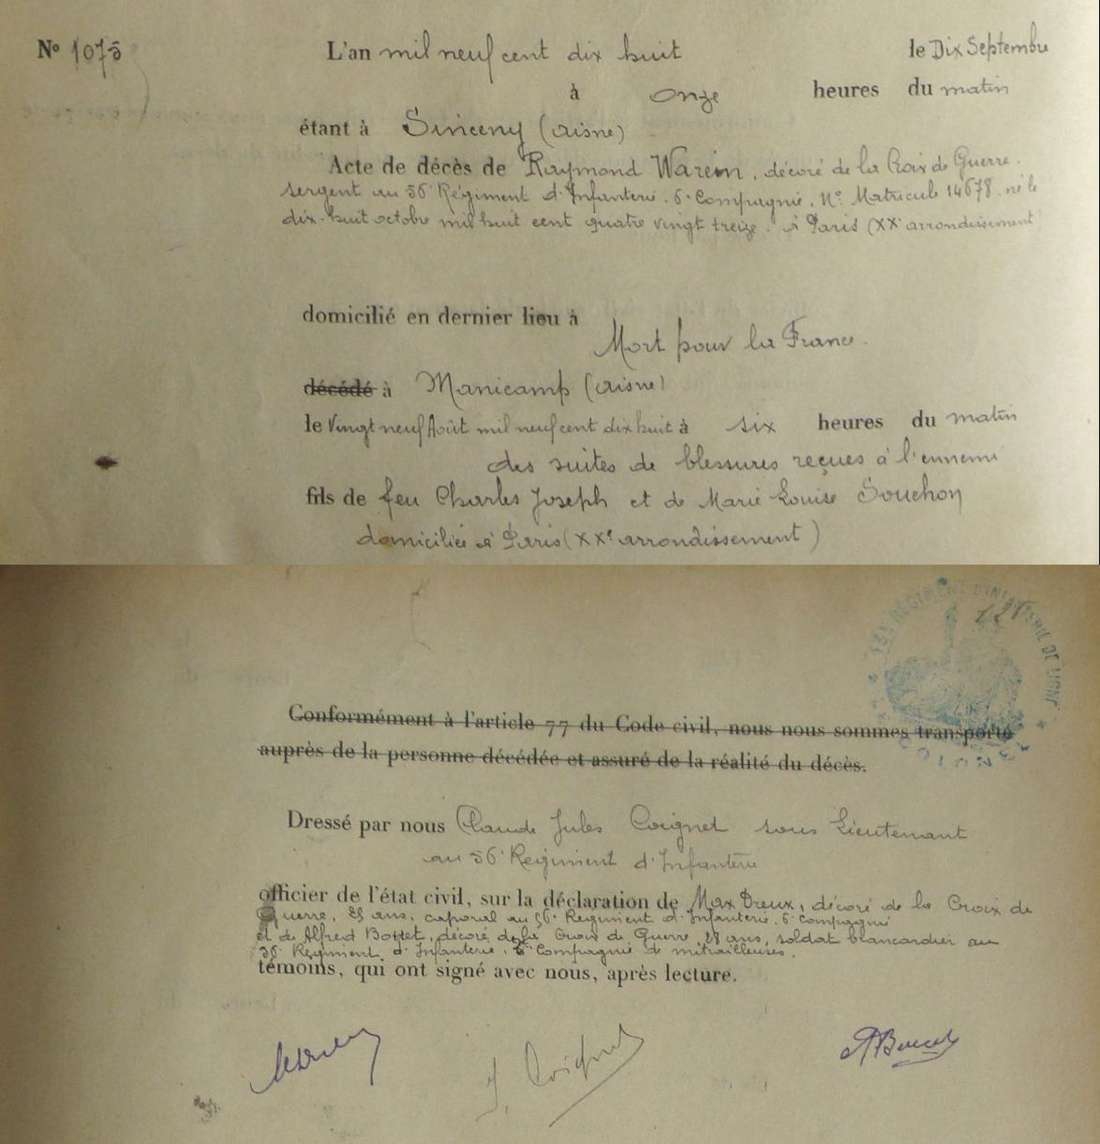 N° 1075
L'an mil neuf cent dix huit le Dix Septembre
à onze heures du matin
étant à Sinceny (Aisne)
Acte de décès de Raymond Warein, décoré de la Croix de Guerre.
sergent au 56e Régiment d'Infanterie. 6e Compagnie, No Matricule 14678. né le
dix-huit octobre mil huit cent quatre vingt treize. à Paris (XXe arrondissement
domicilié en dernier lieu à
Mort pour la France.
décédé à Manicamp (Aisne)
le vingt neuf Août mil neuf cent dix huit à six heures du matin
des suites de blessures reçues à l'ennemi
fils de feu Charles Joseph et de Marie Louise Souchon
domiciliée à Paris (XXe arrondissement)
RÉGIMENT D'INFANTERIE DE LIGNE
Conformément à l'article 77 du Code civil, nous nous sommes transporté
auprès de la personne décédée et assuré de la réalité du décès.
Dressé par nous Claude Jules Coignet sous Lieutenant
au 56e Régiment d'Infanterie
officier de l'état civil, sur la déclaration de Max Dreux, décoré de la Croix de
Guerre, ans, caporal au 56e Régiment d'Infanterie. 6e Compagnie
et de Alfred Bottet, décoré de la Croix de Guerre, 28 ans, soldat brancardier au
56e Régiment d'Infanterie, Compagnie de mitrailleuses.
témoins, qui ont signé avec nous, après lecture.
J. Coignet